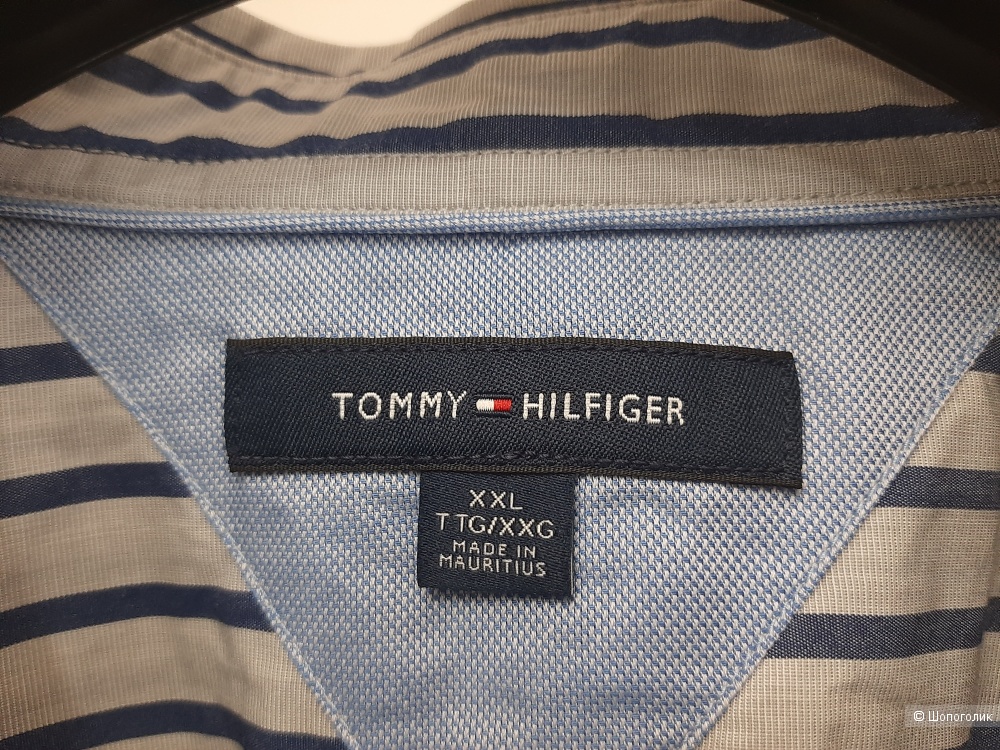 TOMMY HILFIGER
XXL
TTG/XXG
MADE IN
MAURITIUS
© Шопоголик